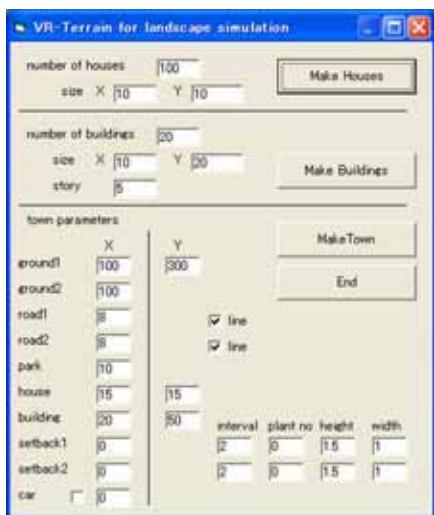 VR-Terrain for landscape simulation
number of houses 100 Make Houses
size X 10 Y 10
number of buildings 20
size X 10 Y 20 Make Buildings
story 5
town parameters Make Town
X Y
ground1 100 300 End
ground2 100
road1 8 line
road2 8 line
park 10
house 15 15
building 20 50 interval plant no height width
setback1 0 2 0 1.5 1
setback2 0 2 0 1.5 1
car 0